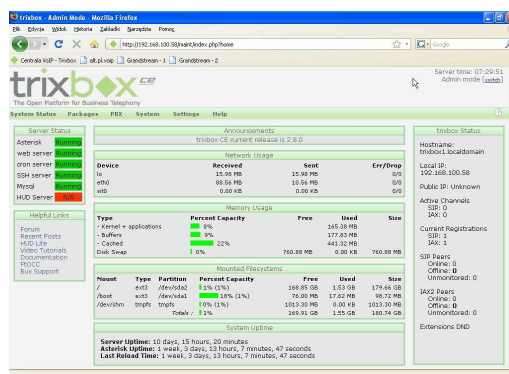 trixbox - Admin Mode - Mozilla Firefox
Plik Edycja Widok Historia Zakładki Narzędzia Pomoc
http://192.168.100.58/maint/index.php?home
Google
Centrala VoIP - Trixbox atl.pl.voip Grandstream - 1 Grandstream - 2
Server time: 07:29:51
Admin mode [switch]
trixbox CE
The Open Platform for Business Telephony
System Status Packages PBX System Settings Help
Server Status
Asterisk Running
web server Running
cron server Running
SSH server Running
Mysql Running
HUD Server N/A
Helpful Links
Forum
Recent Posts
HUD Lite
Video Tutorials
Documentation
FtOCC
Buy Support
Announcements
trixbox CE current release is 2.8.0
Network Usage
Device Received Sent Err/Drop
lo 15.98 MB 15.98 MB 0/0
eth0 88.56 MB 10.56 MB 0/0
sit0 0.00 KB 0.00 KB 0/0
Memory Usage
Type Percent Capacity Free Used Size
- Kernel + applications 8% 165.38 MB
- Buffers 9% 177.83 MB
- Cached 22% 441.32 MB
Disk Swap 0% 760.88 MB 0.00 KB 760.88 MB
Mounted Filesystems
Mount Type Partition Percent Capacity Free Used Size
/ ext3 /dev/sda2 1% (1%) 168.85 GB 1.53 GB 179.66 GB
/boot ext3 /dev/sda1 18% (1%) 76.00 MB 17.62 MB 98.72 MB
/dev/shm tmpfs tmpfs 0% (1%) 1013.30 MB 0.00 KB 1013.30 MB
Totals : 1% 169.91 GB 1.55 GB 180.74 GB
System Uptime
Server Uptime: 10 days, 15 hours, 20 minutes
Asterisk Uptime: 1 week, 3 days, 13 hours, 7 minutes, 47 seconds
Last Reload Time: 1 week, 3 days, 13 hours, 7 minutes, 47 seconds
trixbox Status
Hostname:
trixbox1.localdomain
Local IP:
192.168.100.58
Public IP: Unknown
Active Channels
SIP: 0
IAX: 0
Current Registrations
SIP: 1
IAX: 1
SIP Peers
Online: 0
Offline: 0
Unmonitored: 0
IAX2 Peers
Online: 0
Offline: 0
Unmonitored: 0
Extensions DND